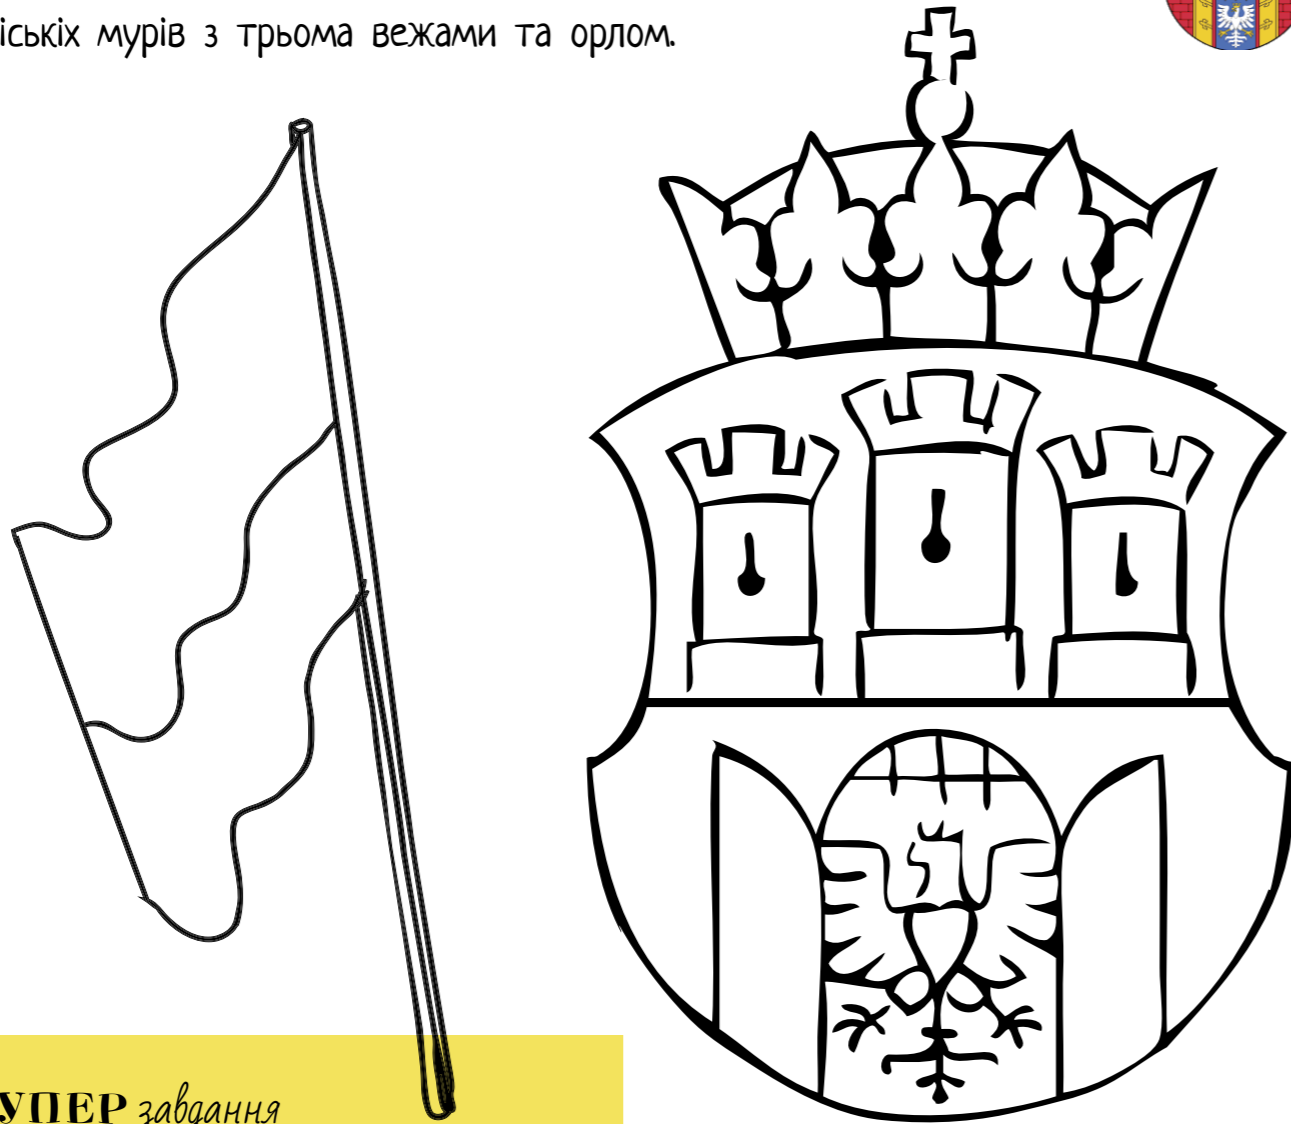 іських мурів з трьома вежами та орлом.
УПЕР завдання